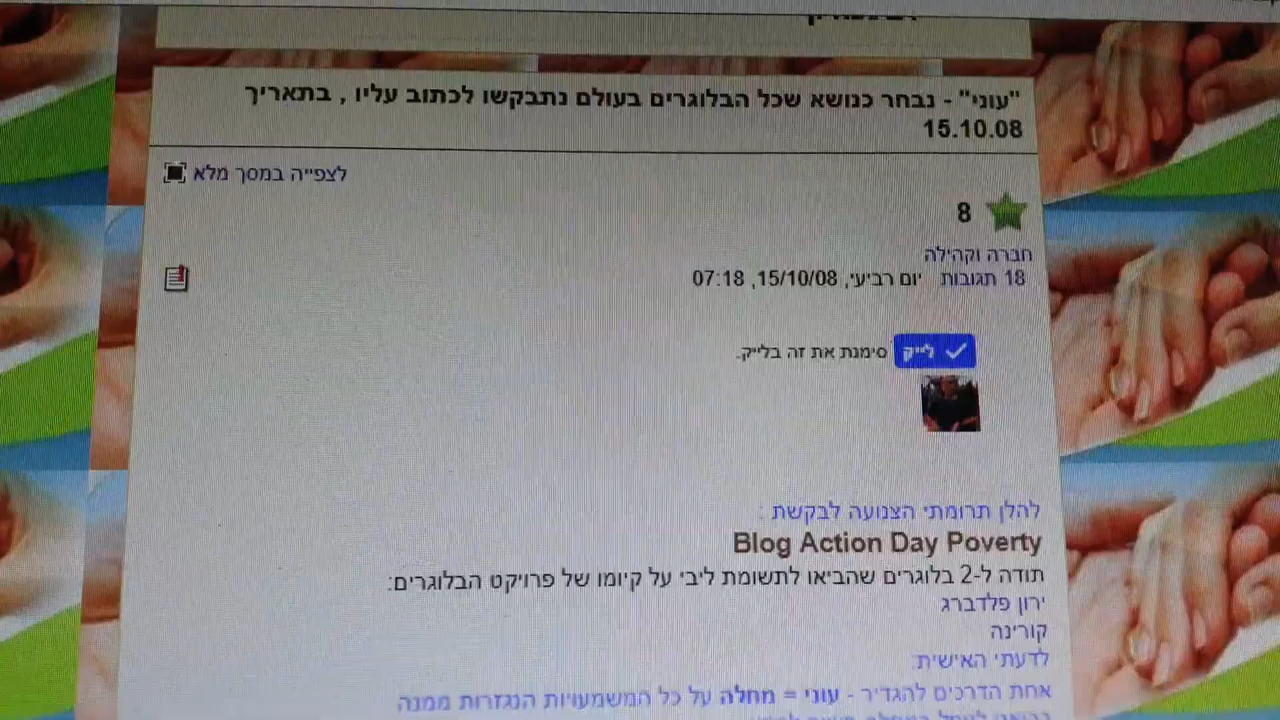 "עוני" - נבחר כנושא שכל הבלוגרים בעולם נתבקשו לכתוב עליו , בתאריך
15.10.08
לצפייה במסך מלא
8
חברה וקהילה
18 תגובות יום רביעי, 15/10/08, 07:18
לייק סימנת את זה בלייק.
להלן תרומתי הצנועה לבקשת :
Blog Action Day Poverty
תודה ל-2 בלוגרים שהביאו לתשומת ליבי על קיומו של פרויקט הבלוגרים:
ירון פלדברג
קורינה
לדעתי האישית:
אחת הדרכים להגדיר - עוני = מחלה על כל המשמעויות הנגזרות ממנה